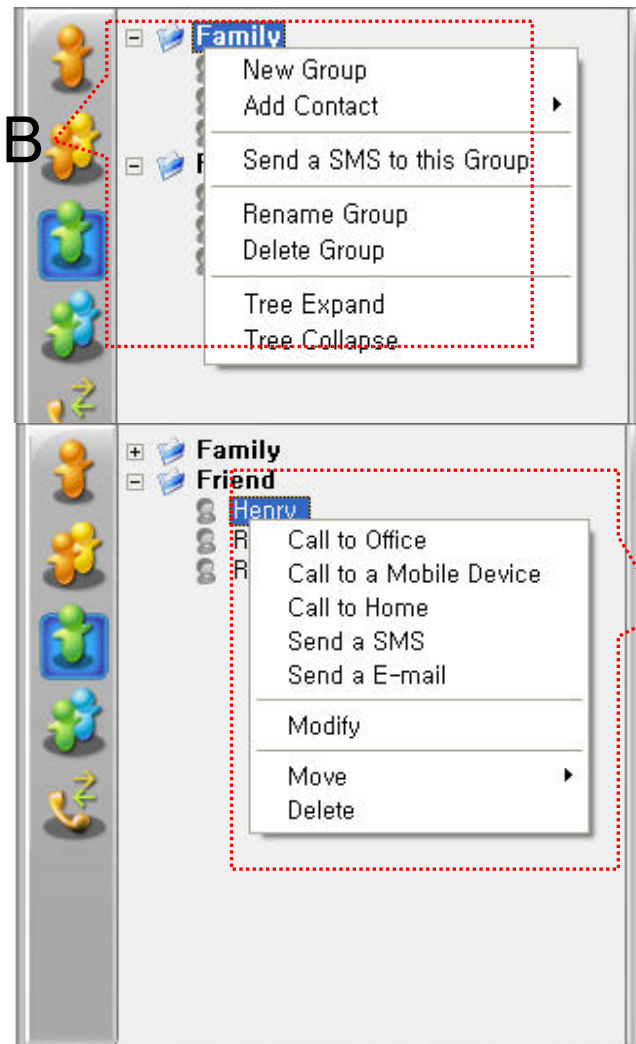 Family
New Group
Add Contact
B
Send a SMS to this Group
Rename Group
Delete Group
Tree Expand
Tree Collapse
Family
Friend
Henry
R
Call to Office
R
Call to a Mobile Device
Call to Home
Send a SMS
Send a E-mail
Modify
Move
Delete